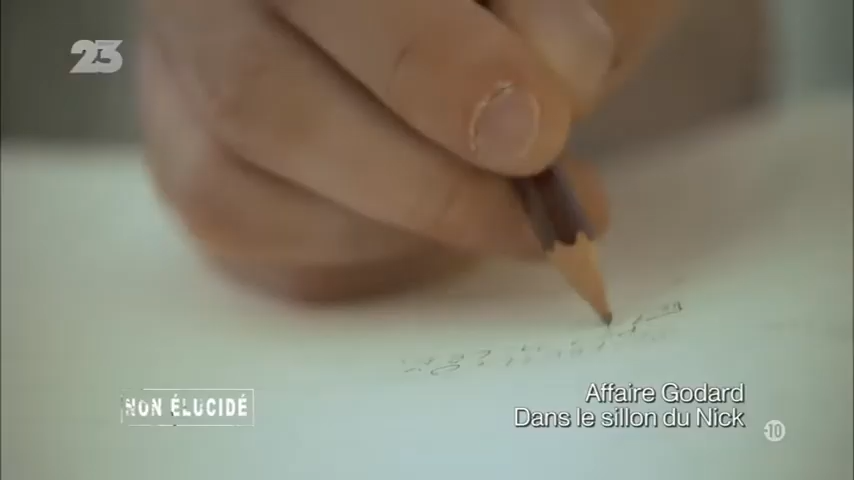 23
NON ÉLUCIDÉ
Affaire Godard
Dans le sillon du Nick
-10